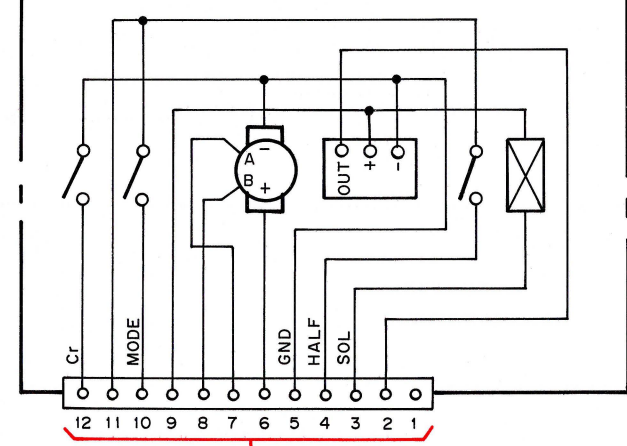 A
B
-
+
OUT
+
-
Cr
MODE
GND
HALF
SOL
12 11 10 9 8 7 6 5 4 3 2 1